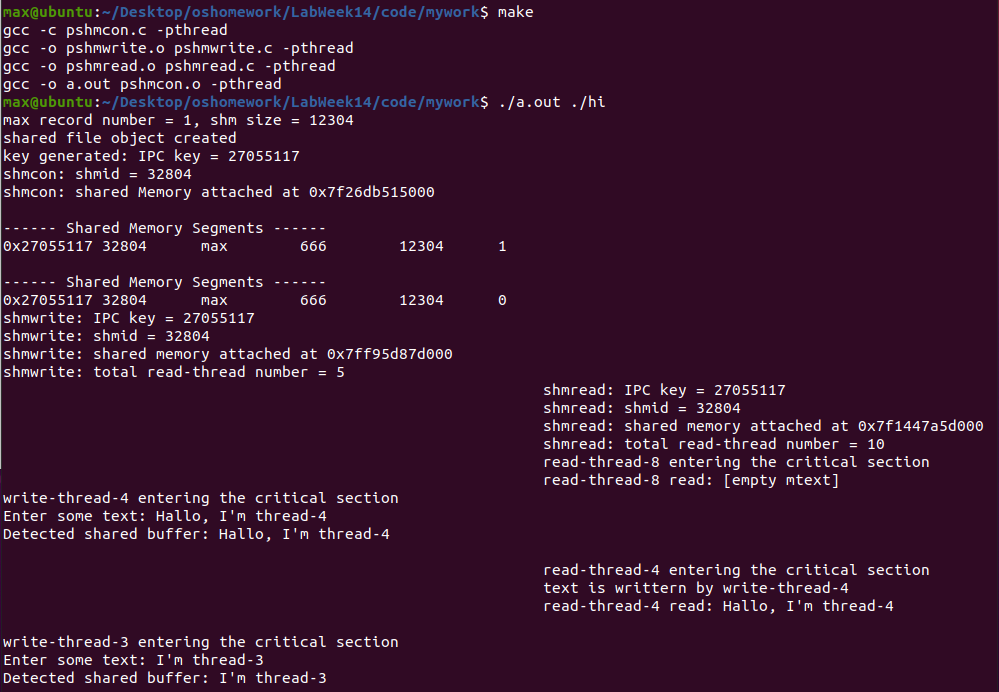 max@ubuntu:~/Desktop/oshomework/LabWeek14/code/mywork$ make
gcc -c pshmcon.c -pthread
gcc -o pshmwrite.o pshmwrite.c -pthread
gcc -o pshmread.o pshmread.c -pthread
gcc -o a.out pshmcon.o -pthread
max@ubuntu:~/Desktop/oshomework/LabWeek14/code/mywork$ ./a.out ./hi
max record number = 1, shm size = 12304
shared file object created
key generated: IPC key = 27055117
shmcon: shmid = 32804
shmcon: shared Memory attached at 0x7f26db515000
------ Shared Memory Segments ------
0x27055117 32804      max        666        12304      1
------ Shared Memory Segments ------
0x27055117 32804      max        666        12304      0
shmwrite: IPC key = 27055117
shmwrite: shmid = 32804
shmwrite: shared memory attached at 0x7ff95d87d000
shmwrite: total read-thread number = 5
shmread: IPC key = 27055117
shmread: shmid = 32804
shmread: shared memory attached at 0x7f1447a5d000
shmread: total read-thread number = 10
read-thread-8 entering the critical section
read-thread-8 read: [empty mtext]
write-thread-4 entering the critical section
Enter some text: Hallo, I'm thread-4
Detected shared buffer: Hallo, I'm thread-4
read-thread-4 entering the critical section
text is writtern by write-thread-4
read-thread-4 read: Hallo, I'm thread-4
write-thread-3 entering the critical section
Enter some text: I'm thread-3
Detected shared buffer: I'm thread-3